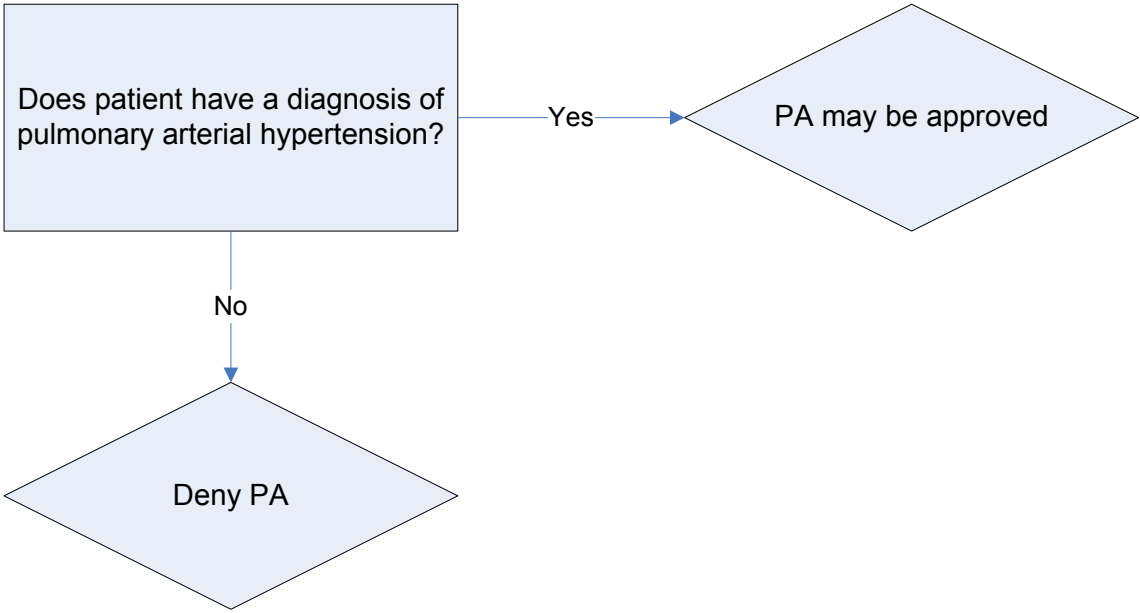 Does patient have a diagnosis of
pulmonary arterial hypertension?
Yes
PA may be approved
No
Deny PA